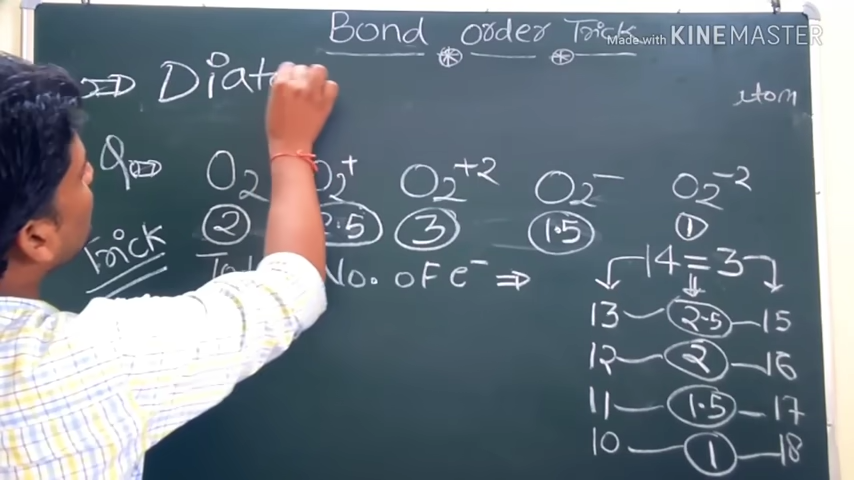 Bond order Trick
Made with KINEMASTER
⇒ Diat
atom
Q⇒ O2 O2+ O2+2 O2− O2−2
2 2.5 3 1.5 1
Trick
No. of e− ⇒
14=3
13 2.5 15
12 2 16
11 1.5 17
10 1 18